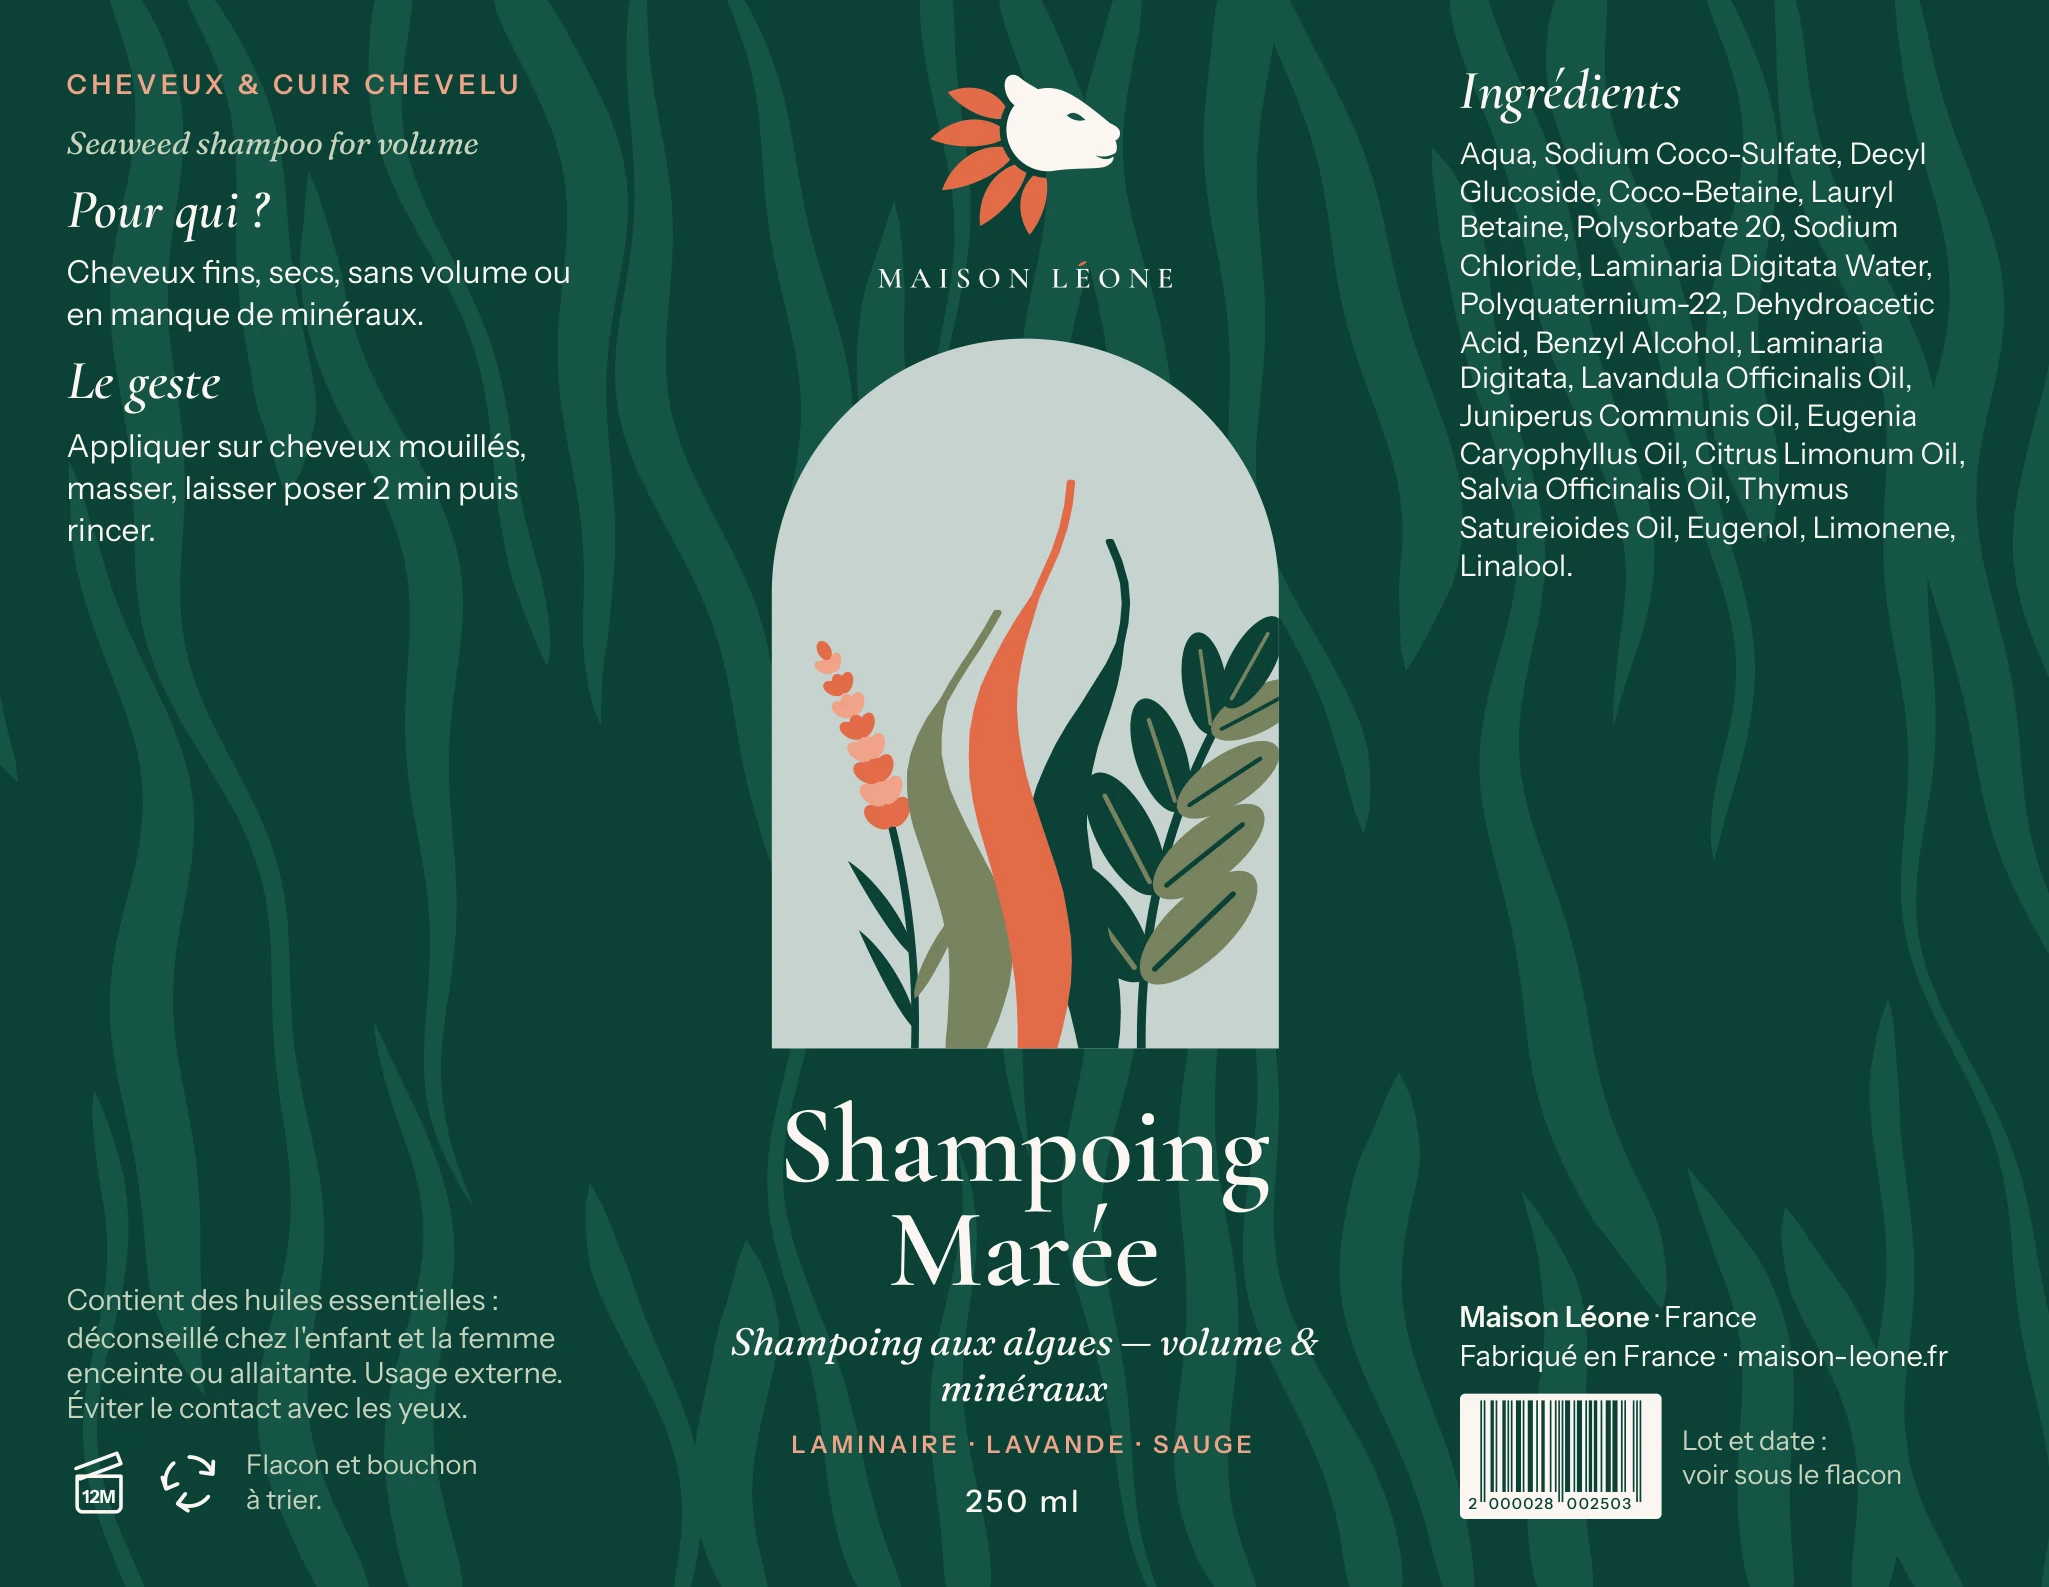 CHEVEUX & CUIR CHEVELU
Seaweed shampoo for volume
Pour qui ?
Cheveux fins, secs, sans volume ou
en manque de minéraux.
Le geste
Appliquer sur cheveux mouillés,
masser, laisser poser 2 min puis
rincer.
Contient des huiles essentielles :
déconseillé chez l'enfant et la femme
enceinte ou allaitante. Usage externe.
Éviter le contact avec les yeux.
12M
Flacon et bouchon
à trier.
MAISON LÉONE
Shampoing
Marée
Shampoing aux algues — volume &
minéraux
LAMINAIRE · LAVANDE · SAUGE
250 ml
Ingrédients
Aqua, Sodium Coco-Sulfate, Decyl
Glucoside, Coco-Betaine, Lauryl
Betaine, Polysorbate 20, Sodium
Chloride, Laminaria Digitata Water,
Polyquaternium-22, Dehydroacetic
Acid, Benzyl Alcohol, Laminaria
Digitata, Lavandula Officinalis Oil,
Juniperus Communis Oil, Eugenia
Caryophyllus Oil, Citrus Limonum Oil,
Salvia Officinalis Oil, Thymus
Satureioides Oil, Eugenol, Limonene,
Linalool.
Maison Léone · France
Fabriqué en France · maison-leone.fr
2 000028 002503
Lot et date :
voir sous le flacon